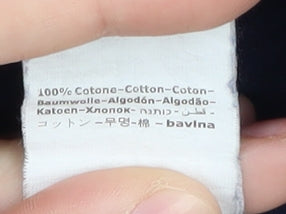 100% Cotone-Cotton-Coton-
Baumwolle-Algodón-Algodão-
Katoen-Хлопок- כותנה - قطن -
コットン-무명-棉-bavlna